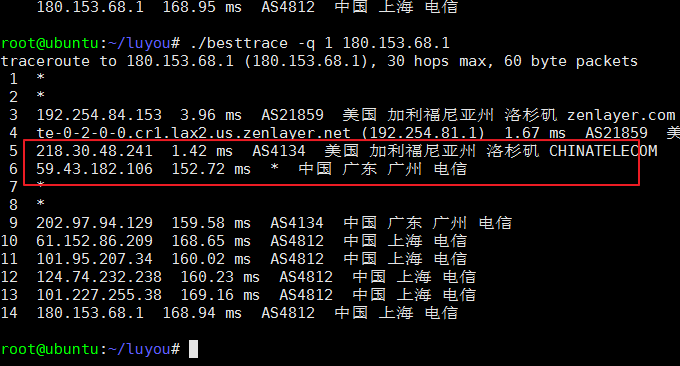 180.153.68.1  168.95 ms  AS4812  中国 上海 电信
root@ubuntu:~/luyou# ./besttrace -q 1 180.153.68.1
traceroute to 180.153.68.1 (180.153.68.1), 30 hops max, 60 byte packets
1  *
2  *
3  192.254.84.153  3.96 ms  AS21859  美国 加利福尼亚州 洛杉矶 zenlayer.com
4  te-0-2-0-0.cr1.lax2.us.zenlayer.net (192.254.81.1)  1.67 ms  AS21859  美
5  218.30.48.241  1.42 ms  AS4134  美国 加利福尼亚州 洛杉矶 CHINATELECOM
6  59.43.182.106  152.72 ms  *  中国 广东 广州 电信
7  *
8  *
9  202.97.94.129  159.58 ms  AS4134  中国 广东 广州 电信
10  61.152.86.209  168.65 ms  AS4812  中国 上海 电信
11  101.95.207.34  160.02 ms  AS4812  中国 上海 电信
12  124.74.232.238  160.23 ms  AS4812  中国 上海 电信
13  101.227.255.38  169.16 ms  AS4812  中国 上海 电信
14  180.153.68.1  168.94 ms  AS4812  中国 上海 电信
root@ubuntu:~/luyou#